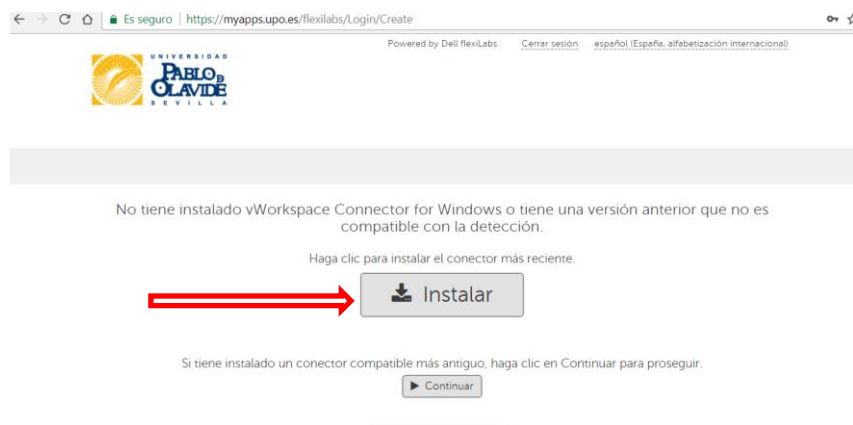 Es seguro | https://myapps.upo.es/flexilabs/Login/Create
Powered by Dell flexiLabs Cerrar sesión español (España, alfabetización internacional)
UNIVERSIDAD
PABLO DE
OLAVIDE
SEVILLA
No tiene instalado vWorkspace Connector for Windows o tiene una versión anterior que no es
compatible con la detección.
Haga clic para instalar el conector más reciente.
Instalar
Si tiene instalado un conector compatible más antiguo, haga clic en Continuar para proseguir.
Continuar